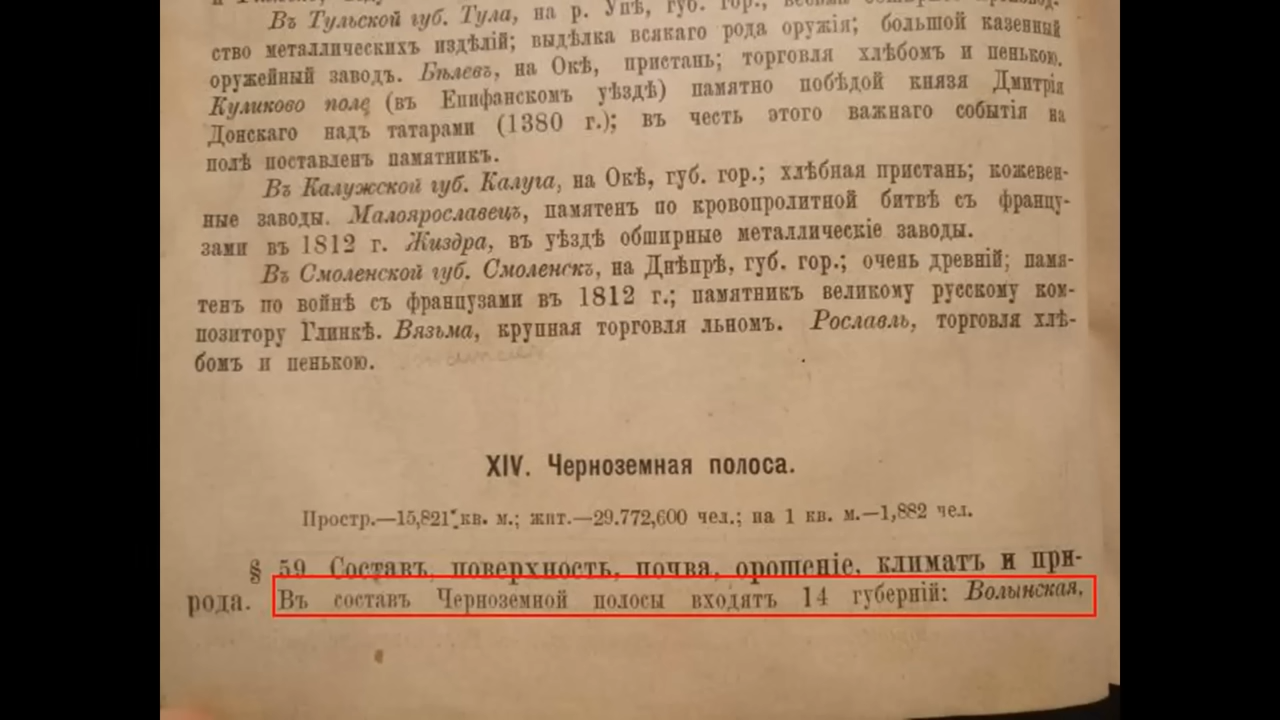 Въ Тульской губ. Тула, на р. Упѣ, губ. гор., весьма
ство металлическихъ издѣлій; выдѣлка всякаго рода оружія; большой казенный
оружейный заводъ. Бѣлевъ, на Окѣ, пристань; торговля хлѣбомъ и пенькою.
Куликово поле (въ Епифанскомъ уѣздѣ) памятно побѣдой князя Дмитрія
Донскаго надъ татарами (1380 г.); въ честь этого важнаго событія на
полѣ поставленъ памятникъ.
Въ Калужской губ. Калуга, на Окѣ, губ. гор.; хлѣбная пристань; кожевен-
ные заводы. Малоярославецъ, памятенъ по кровопролитной битвѣ съ францу-
зами въ 1812 г. Жиздра, въ уѣздѣ обширные металлическіе заводы.
Въ Смоленской губ. Смоленскъ, на Днѣпрѣ, губ. гор.; очень древній; памя-
тенъ по войнѣ съ французами въ 1812 г.; памятникъ великому русскому ком-
позитору Глинкѣ. Вязьма, крупная торговля льномъ. Рославль, торговля хлѣ-
бомъ и пенькою.
XIV. Черноземная полоса.
Простр.—15,821 кв. м.; жит.—29.772,600 чел.; на 1 кв. м.—1,882 чел.
§ 59 Составъ, поверхность, почва, орошеніе, климатъ и при-
рода. Въ составъ Черноземной полосы входятъ 14 губерній: Волынская,